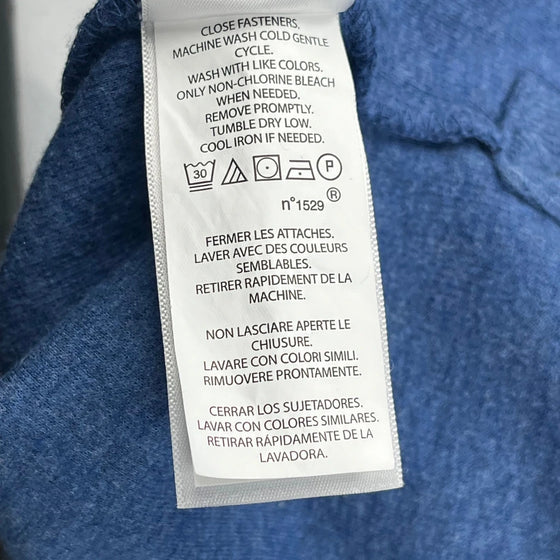 CLOSE FASTENERS.
MACHINE WASH COLD GENTLE
CYCLE.
WASH WITH LIKE COLORS.
ONLY NON-CHLORINE BLEACH
WHEN NEEDED.
REMOVE PROMPTLY.
TUMBLE DRY LOW.
COOL IRON IF NEEDED.
30 P
n°1529 ®
FERMER LES ATTACHES.
LAVER AVEC DES COULEURS
SEMBLABLES.
RETIRER RAPIDEMENT DE LA
MACHINE.
NON LASCIARE APERTE LE
CHIUSURE.
LAVARE CON COLORI SIMILI.
RIMUOVERE PRONTAMENTE.
CERRAR LOS SUJETADORES.
LAVAR CON COLORES SIMILARES.
RETIRAR RÁPIDAMENTE DE LA
LAVADORA.